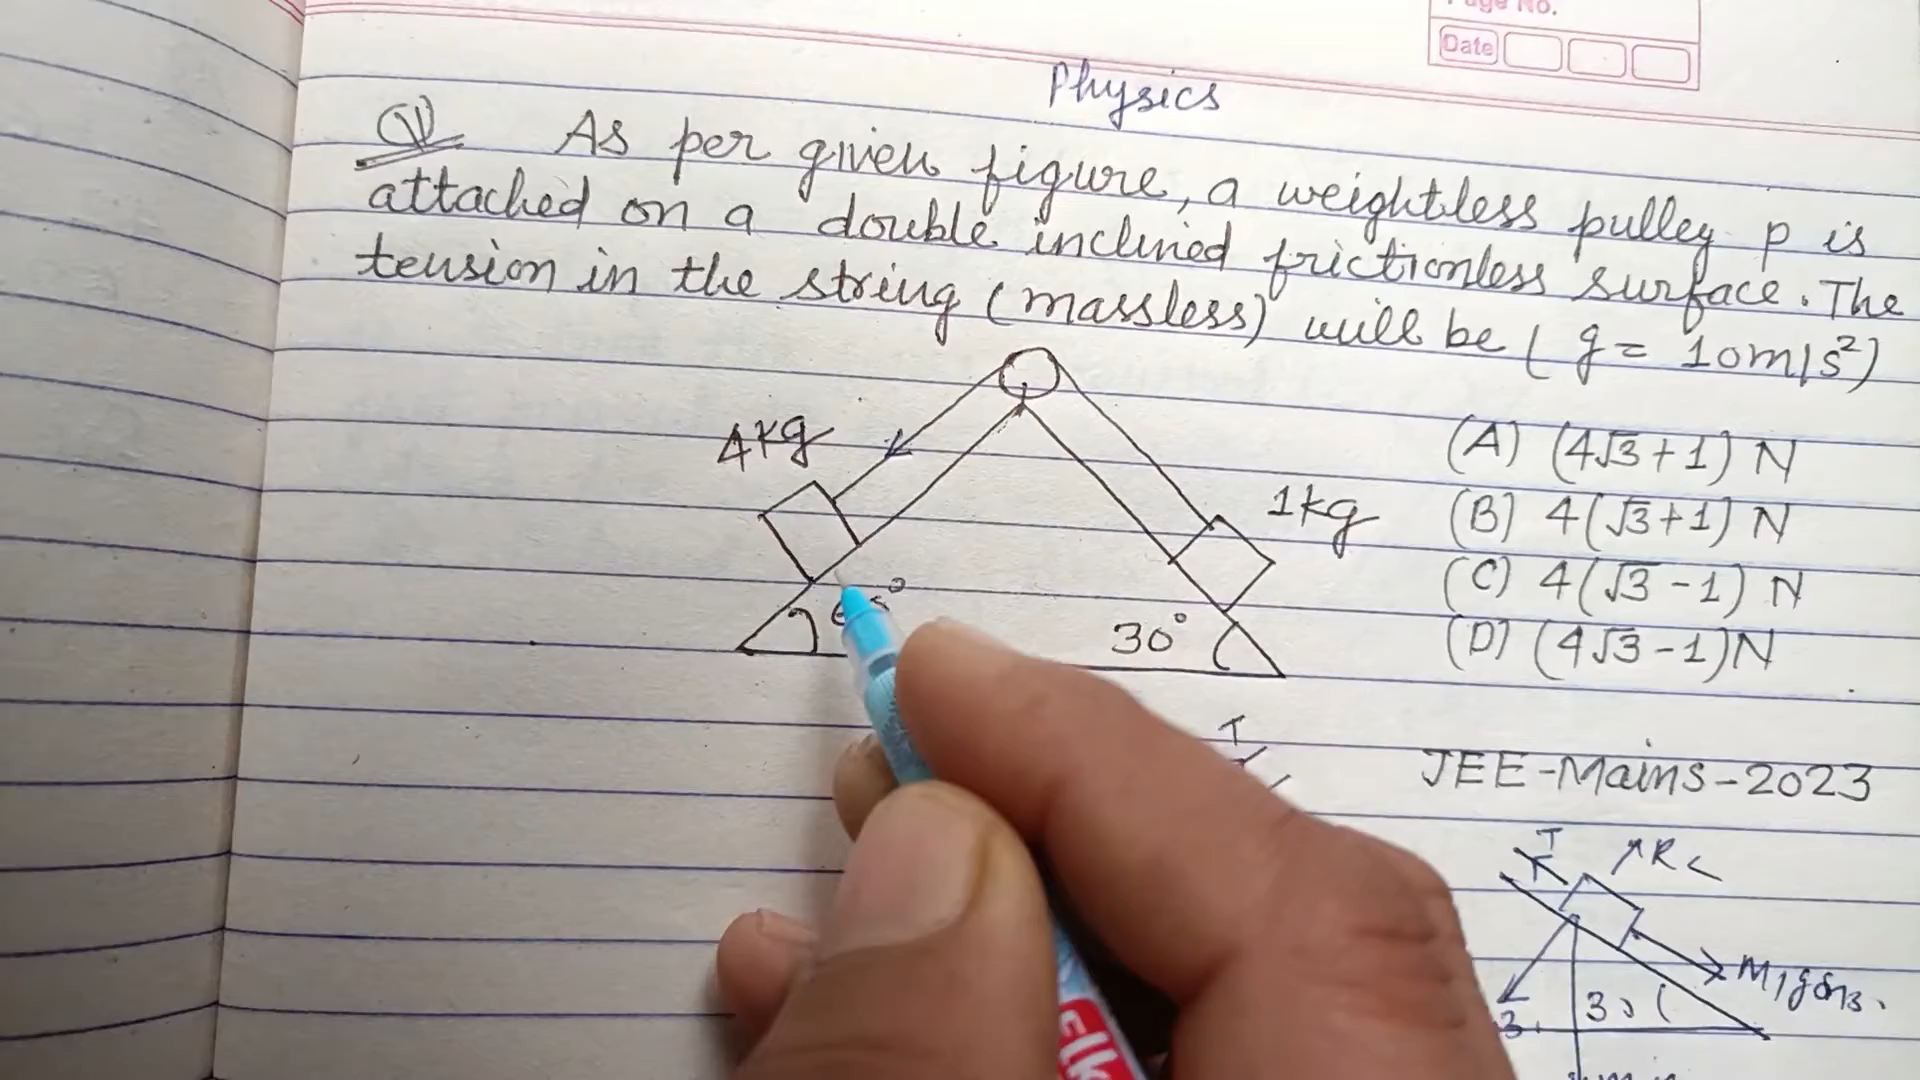 Page No.
Date
Physics
Q1) As per given figure, a weightless pulley p is
attached on a double inclined frictionless surface. The
tension in the string (massless) will be ( g = 10m/s²)
4kg
1kg
30°
(A) (4√3+1) N
(B) 4(√3+1) N
(C) 4(√3-1) N
(D) (4√3-1)N
T
JEE-Mains-2023
T
R
30